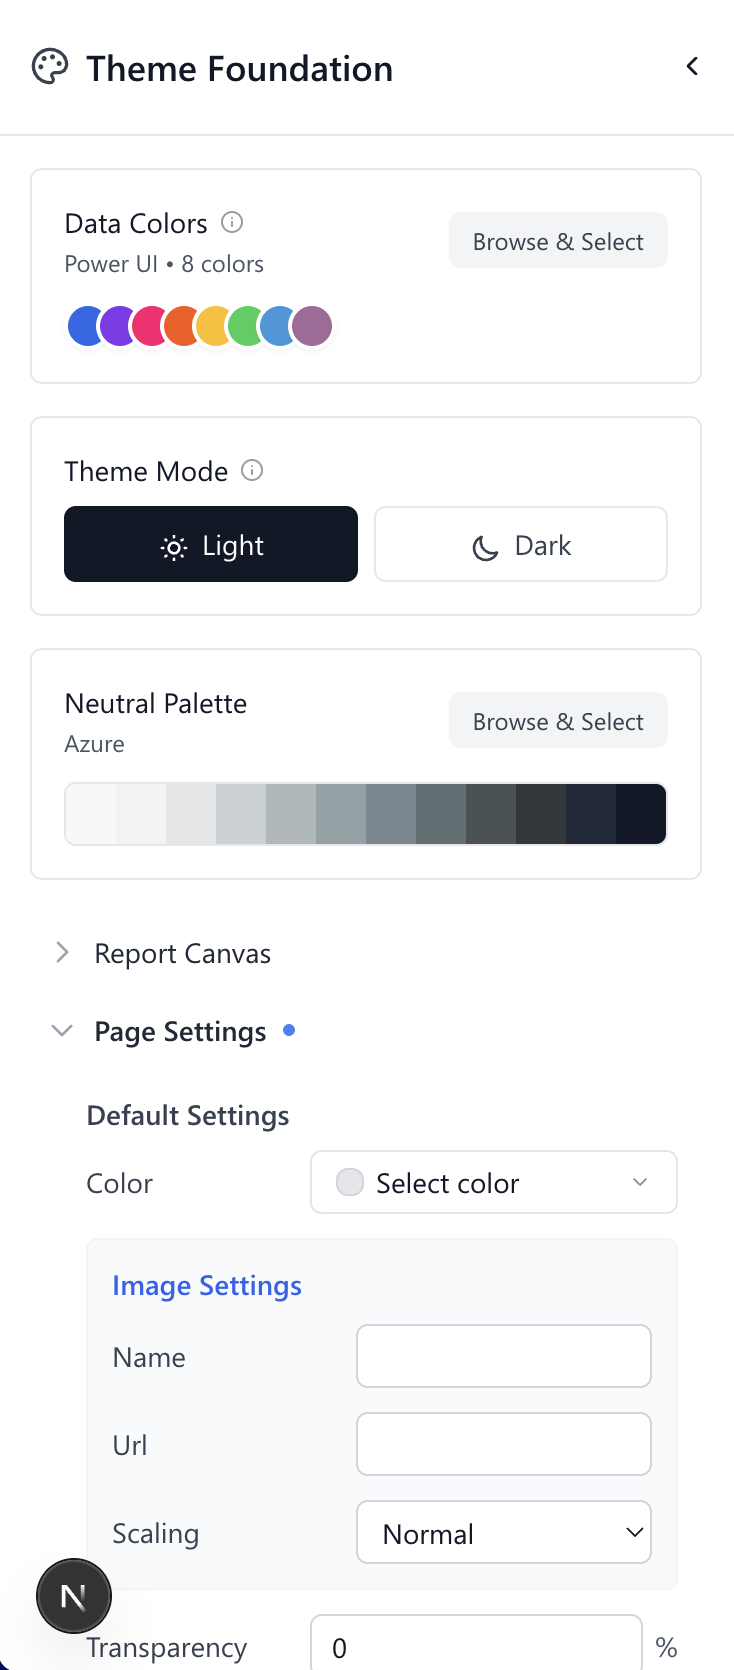 Theme Foundation
Data Colors
Power UI • 8 colors
Browse & Select
Theme Mode
Light
Dark
Neutral Palette
Azure
Browse & Select
Report Canvas
Page Settings
Default Settings
Color
Select color
Image Settings
Name
Url
Scaling
Normal
N
Transparency
0
%